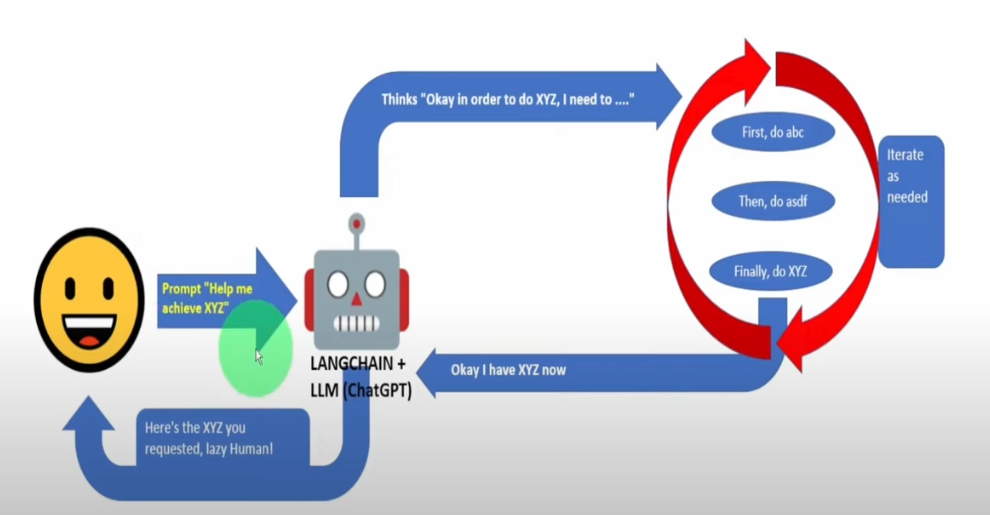 Thinks "Okay in order to do XYZ, I need to ...."
First, do abc
Then, do asdf
Finally, do XYZ
Iterate
as
needed
Prompt "Help me
achieve XYZ"
LANGCHAIN +
LLM (ChatGPT)
Okay I have XYZ now
Here's the XYZ you
requested, lazy Human!